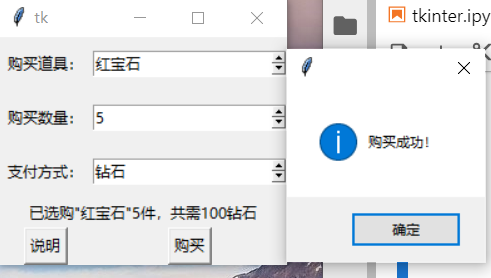 tk
购买道具：
红宝石
购买数量：
5
支付方式：
钻石
已选购"红宝石"5件，共需100钻石
说明
购买
购买成功！
确定
tkinter.ipy